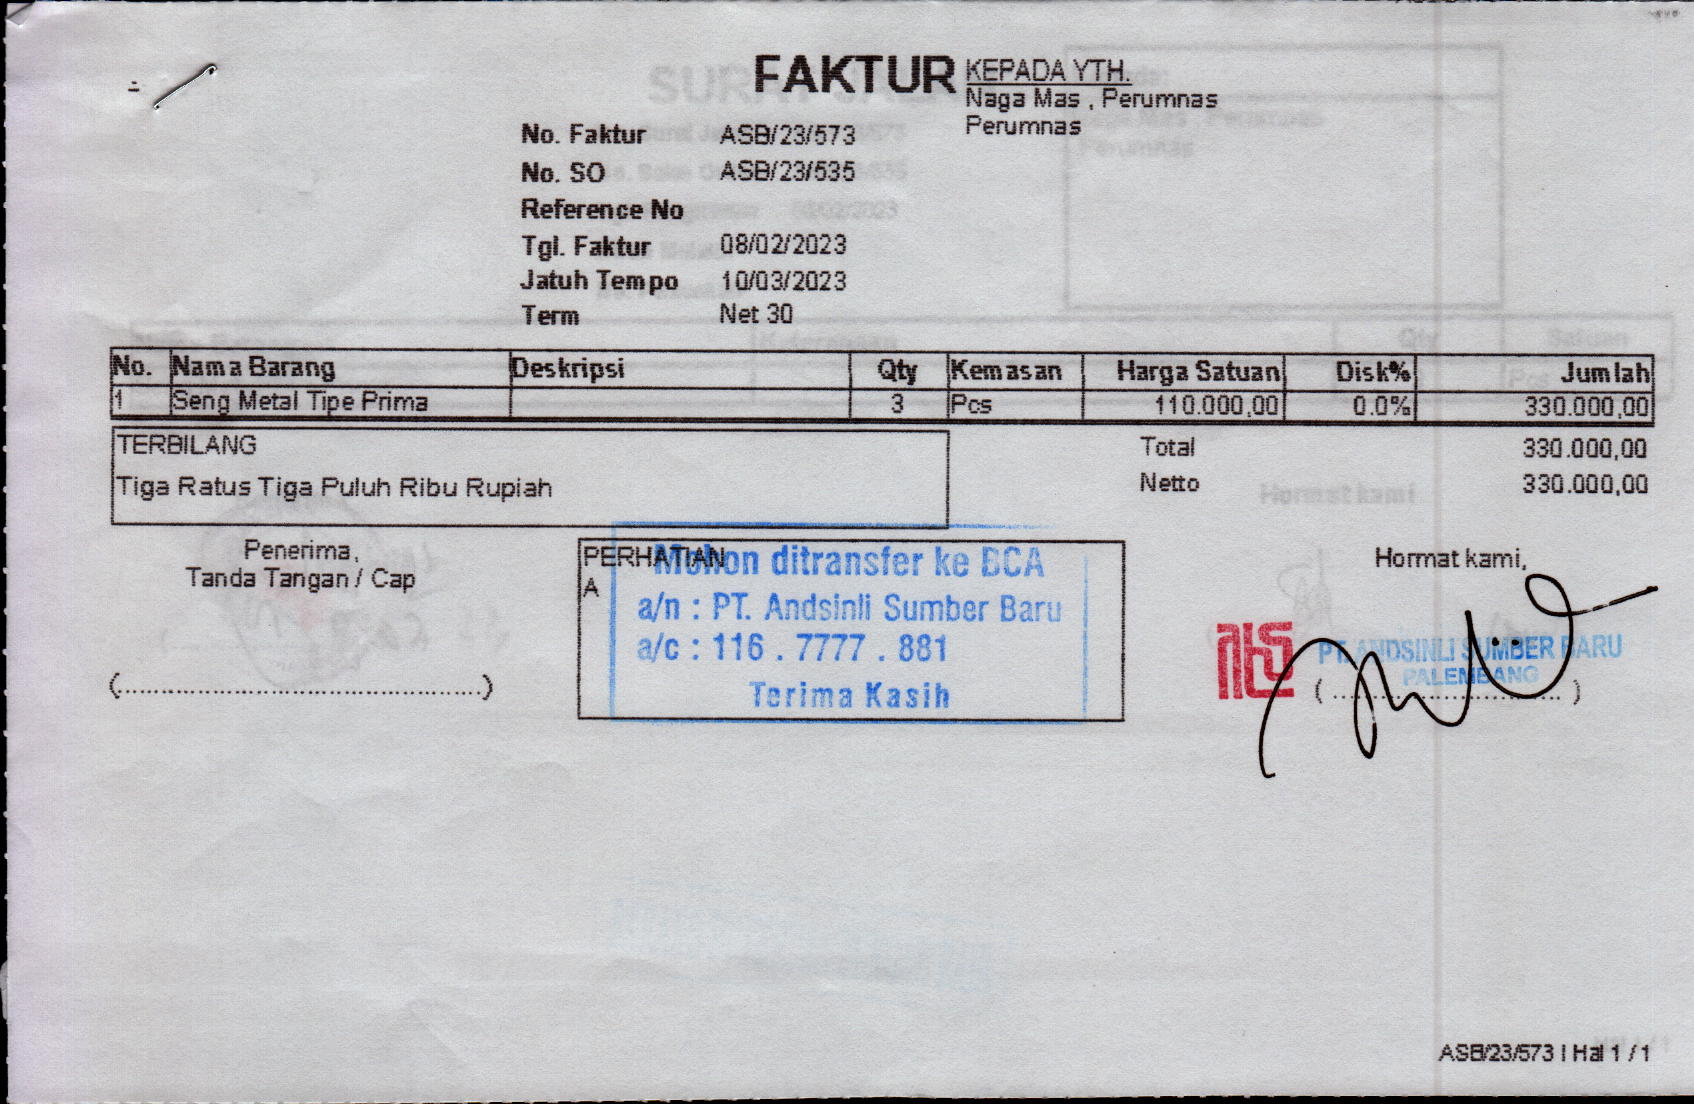 FAKTUR
KEPADA YTH.
Naga Mas , Perumnas
Perumnas
No. Faktur ASB/23/573
No. SO ASB/23/535
Reference No
Tgl. Faktur 08/02/2023
Jatuh Tempo 10/03/2023
Term Net 30
No. Nama Barang Deskripsi Qty Kemasan Harga Satuan Disk% Jumlah
1 Seng Metal Tipe Prima 3 Pcs 110.000,00 0.0% 330.000,00
TERBILANG
Tiga Ratus Tiga Puluh Ribu Rupiah
Total 330.000,00
Netto 330.000,00
Penerima,
Tanda Tangan / Cap
(................................................)
PERHATIAN
A
Mohon ditransfer ke BCA
a/n : PT. Andsinli Sumber Baru
a/c : 116 . 7777 . 881
Terima Kasih
Hormat kami,
PT. ANDSINLI SUMBER BARU
PALEMBANG
(..............................)
ASB/23/573 | Hal 1 / 1